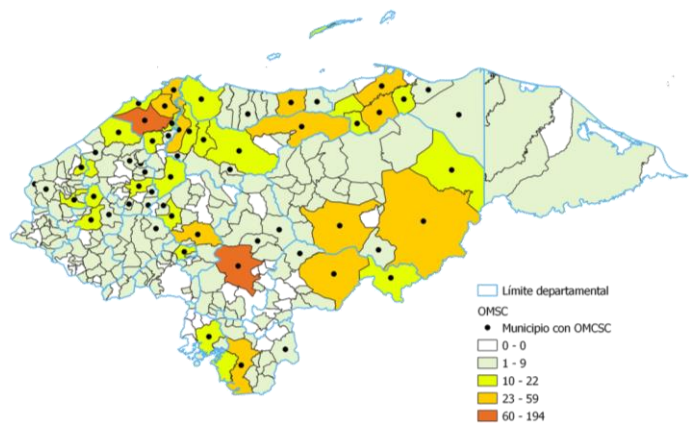 Límite departamental
OMSC
Municipio con OMCSC
0 - 0
1 - 9
10 - 22
23 - 59
60 - 194